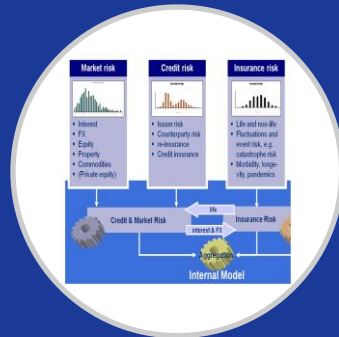 Market risk
Credit risk
Insurance risk
• Interest
• FX
• Equity
• Property
• Commodities
• (Private equity)
• Issuer risk
• Counterparty risk
• re-insurance
• Credit insurance
• Life and non-life
• Fluctuations and
event risk, e.g.
catastrophe risk
• Morbidity, longe-
vity, pandemics
life
Credit & Market Risk
Insurance Risk
interest & FX
Aggregation
Internal Model